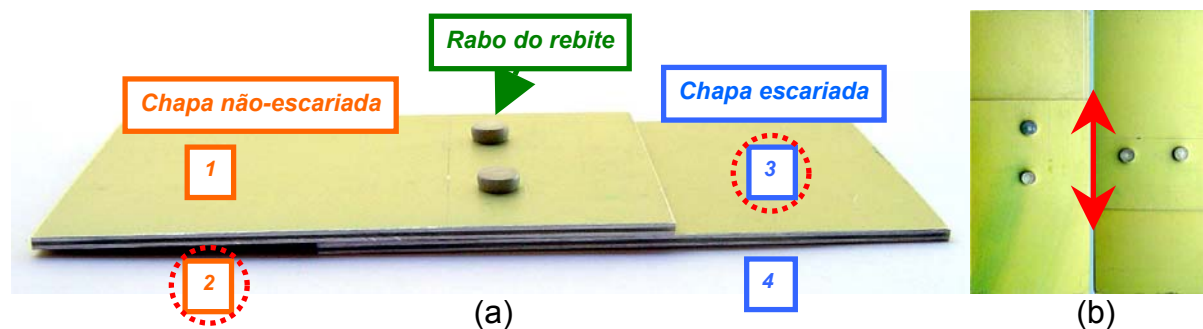 Rabo do rebite
Chapa não-escariada
Chapa escariada
1
3
2
4
(a)
(b)